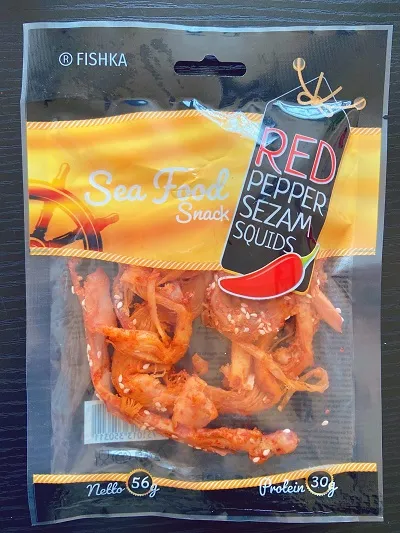 ® FISHKA
RED
PEPPER
SEZAM
SQUIDS
Sea Food
Snack
Netto 56g
Protein 30g